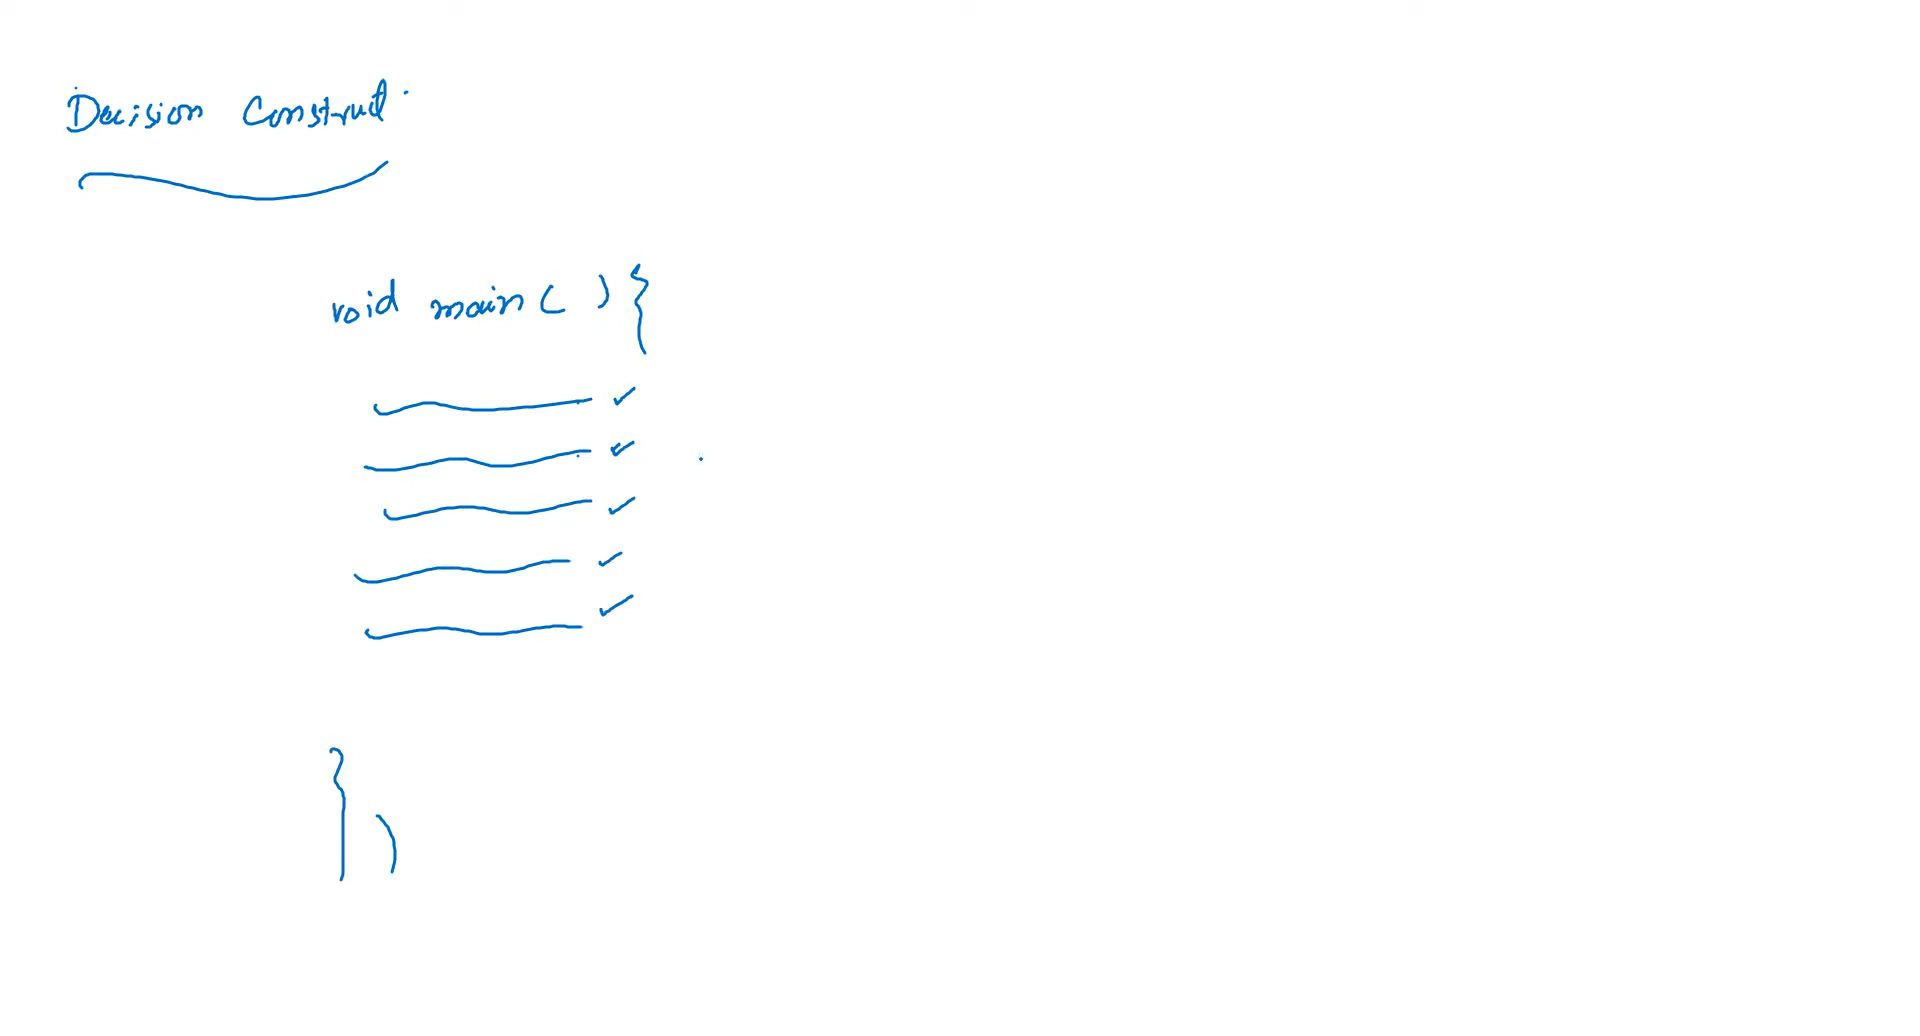 Decision Construct
void main( ) {
}